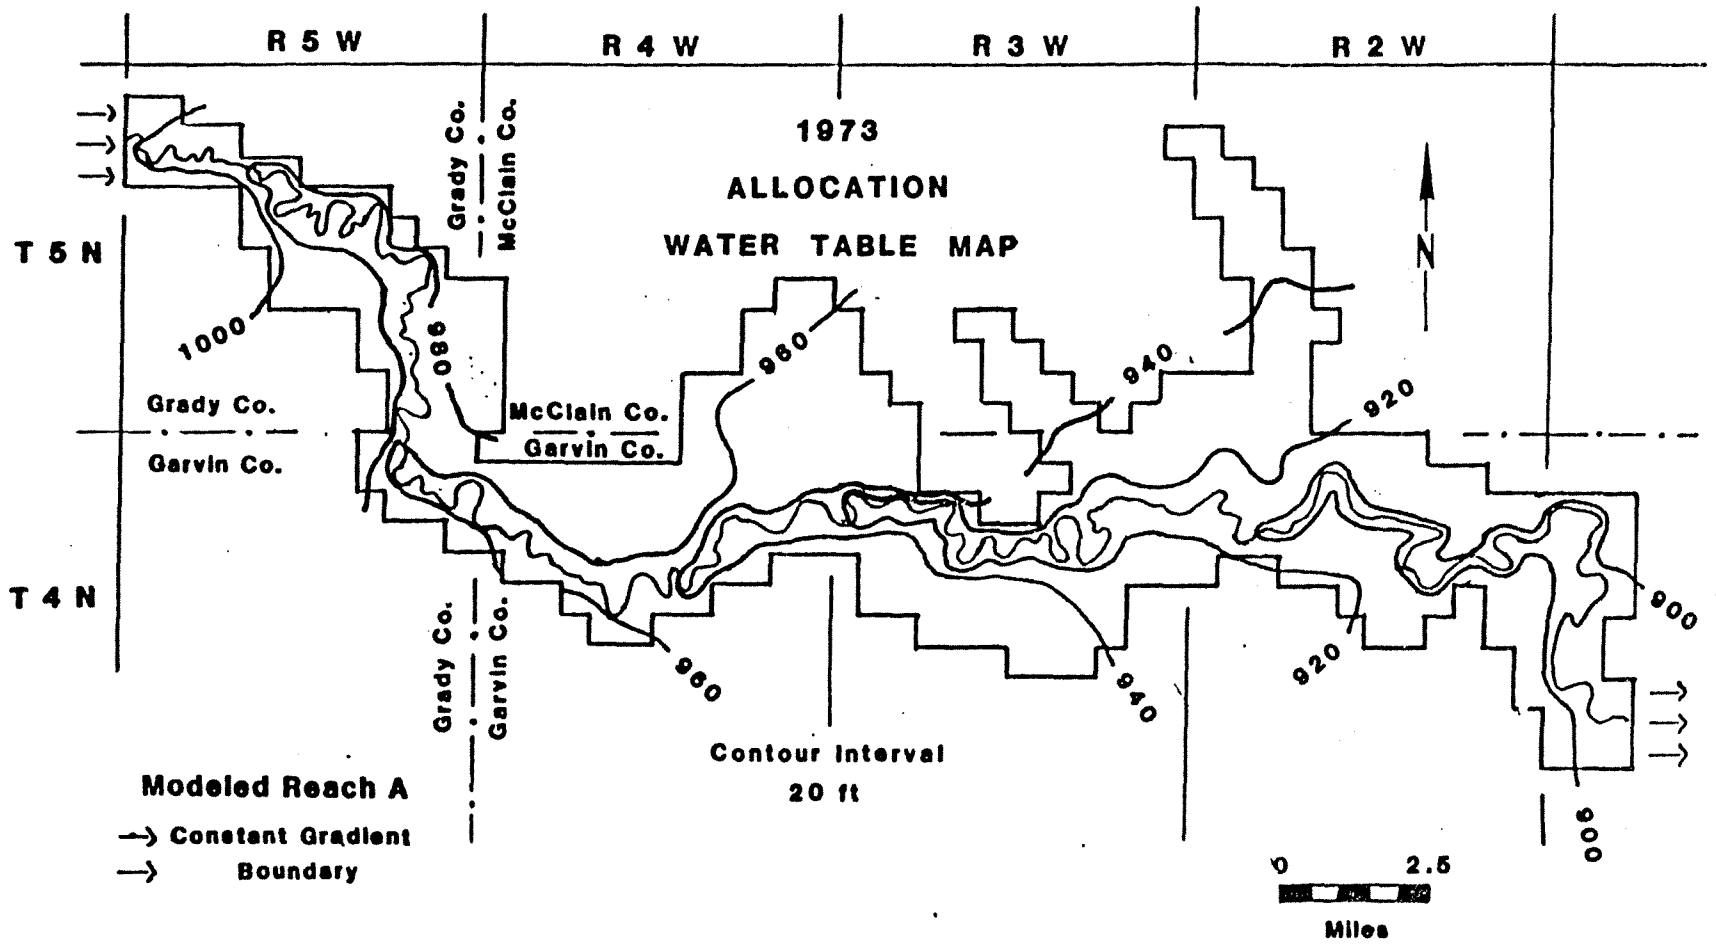 R 5 W
R 4 W
R 3 W
R 2 W
Grady Co.
McClain Co.
1973
ALLOCATION
WATER TABLE MAP
N
T 5 N
1000
980
960
940
920
Grady Co.
Garvin Co.
McClain Co.
Garvin Co.
T 4 N
Grady Co.
Garvin Co.
960
940
920
900
900
Contour Interval
20 ft
Modeled Reach A
Constant Gradient
Boundary
0 2.5
Miles